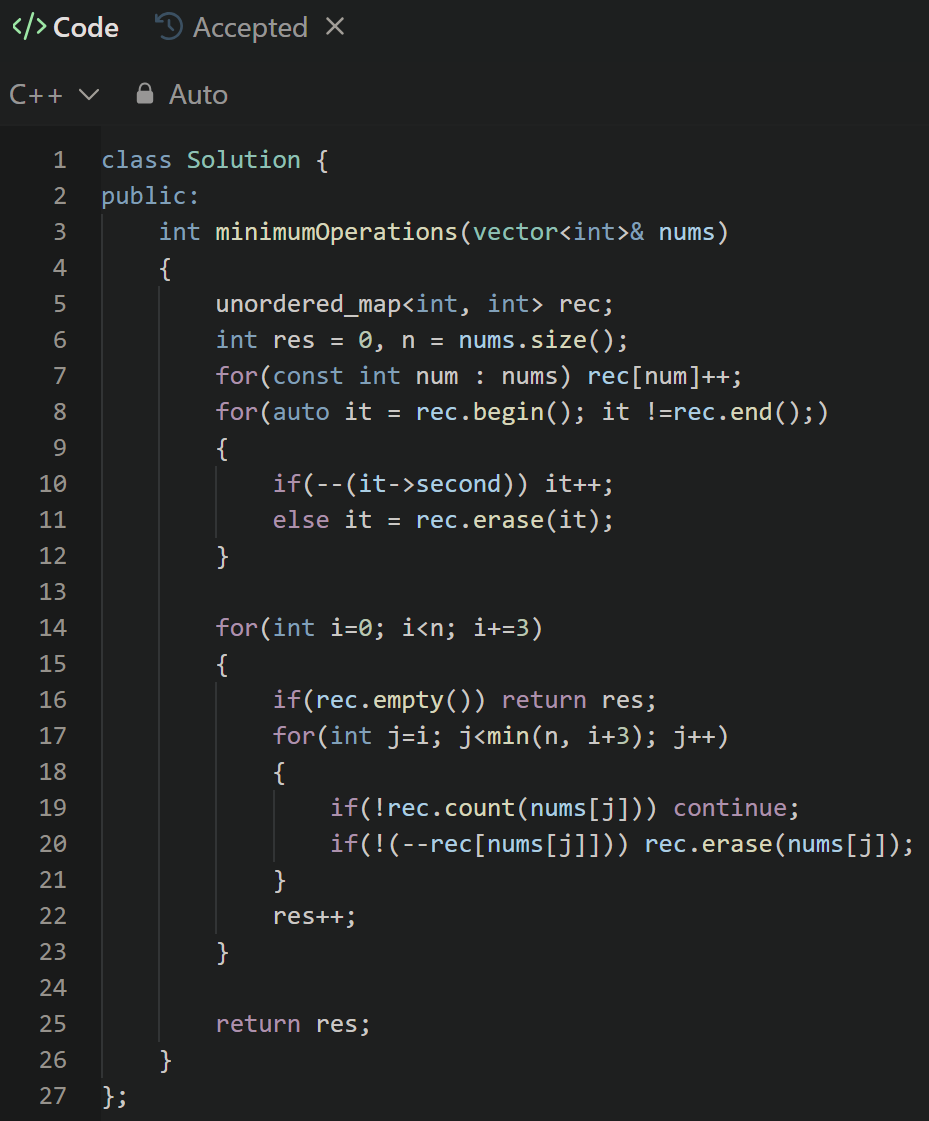 </> Code Accepted ×
C++ Auto
1 class Solution {
2 public:
3     int minimumOperations(vector<int>& nums)
4     {
5         unordered_map<int, int> rec;
6         int res = 0, n = nums.size();
7         for(const int num : nums) rec[num]++;
8         for(auto it = rec.begin(); it !=rec.end();)
9         {
10             if(--(it->second)) it++;
11             else it = rec.erase(it);
12         }
13
14         for(int i=0; i<n; i+=3)
15         {
16             if(rec.empty()) return res;
17             for(int j=i; j<min(n, i+3); j++)
18             {
19                 if(!rec.count(nums[j])) continue;
20                 if(!(--rec[nums[j]])) rec.erase(nums[j]);
21             }
22             res++;
23         }
24
25         return res;
26     }
27 };